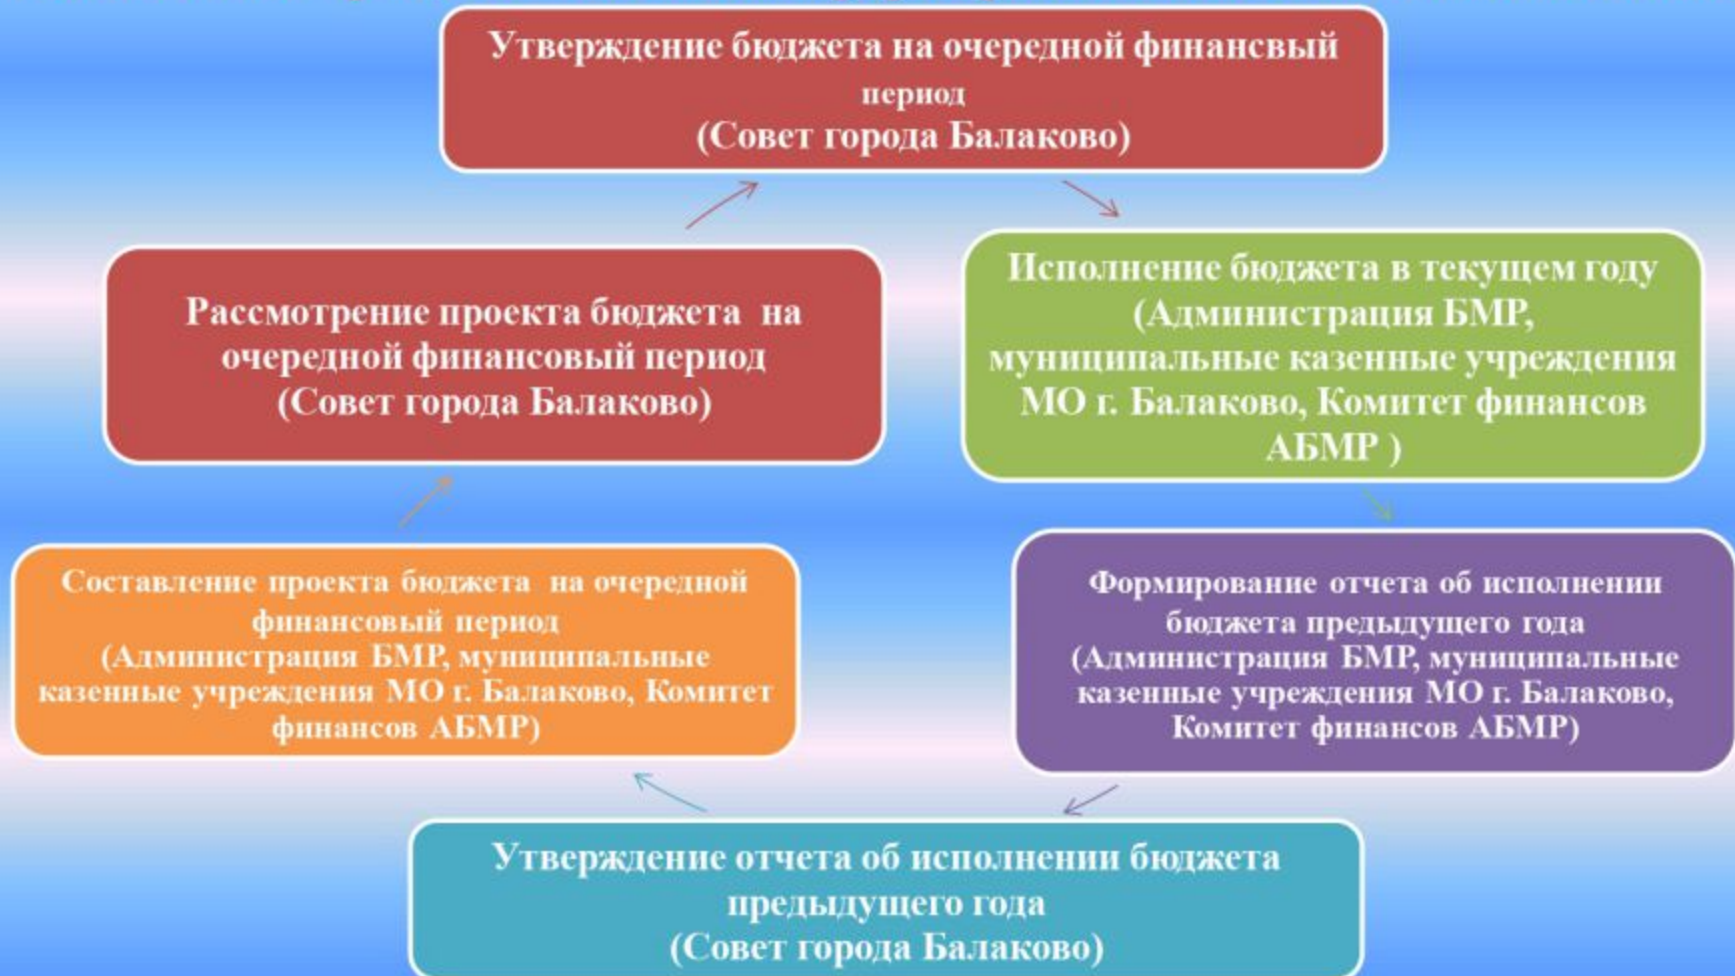 Утверждение бюджета на очередной финансвый
период
(Совет города Балаково)
Рассмотрение проекта бюджета на
очередной финансовый период
(Совет города Балаково)
Исполнение бюджета в текущем году
(Администрация БМР,
муниципальные казенные учреждения
МО г. Балаково, Комитет финансов
АБМР )
Составление проекта бюджета на очередной
финансовый период
(Администрация БМР, муниципальные
казенные учреждения МО г. Балаково, Комитет
финансов АБМР)
Формирование отчета об исполнении
бюджета предыдущего года
(Администрация БМР, муниципальные
казенные учреждения МО г. Балаково,
Комитет финансов АБМР)
Утверждение отчета об исполнении бюджета
предыдущего года
(Совет города Балаково)